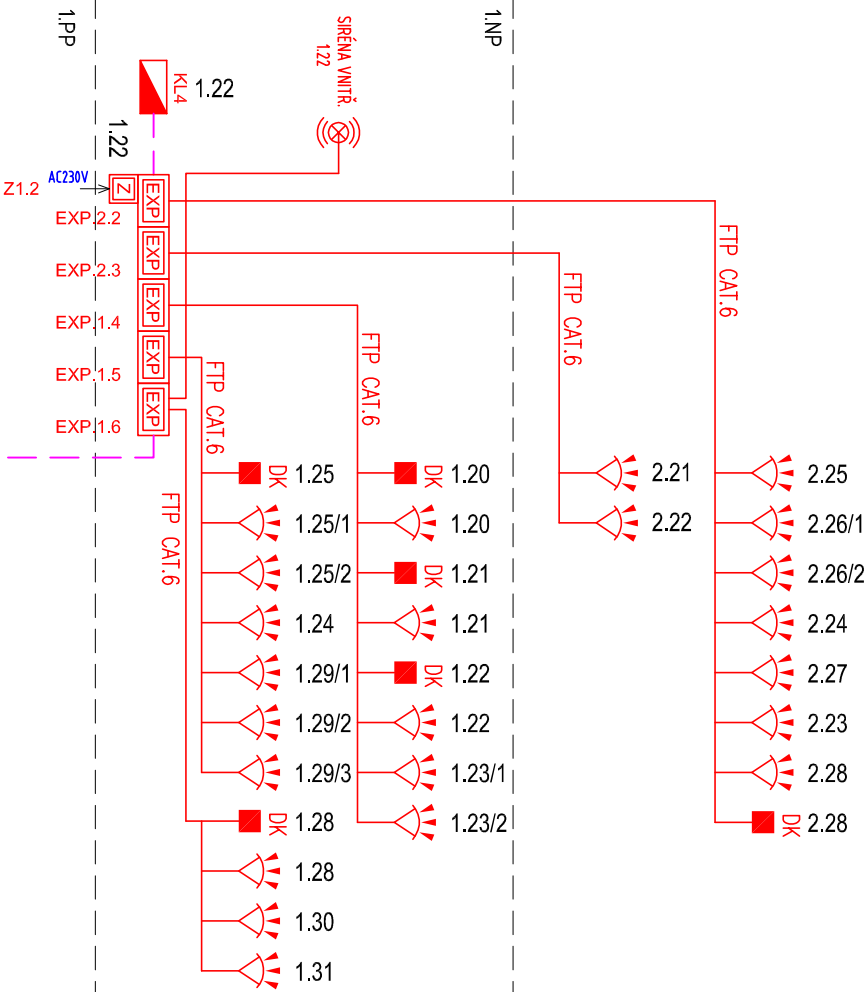 1.PP
1.NP
SIRÉNA VNITŘ.
1.22
KL4
1.22
1.22
AC230V
Z1.2
Z
EXP
EXP
EXP
EXP
EXP
EXP.2.2
EXP.2.3
EXP.1.4
EXP.1.5
EXP.1.6
FTP CAT.6
FTP CAT.6
FTP CAT.6
FTP CAT.6
FTP CAT.6
DK 1.25
1.25/1
1.25/2
1.24
1.29/1
1.29/2
1.29/3
DK 1.28
1.28
1.30
1.31
DK 1.20
1.20
DK 1.21
1.21
DK 1.22
1.22
1.23/1
1.23/2
2.21
2.22
2.25
2.26/1
2.26/2
2.24
2.27
2.23
2.28
DK 2.28